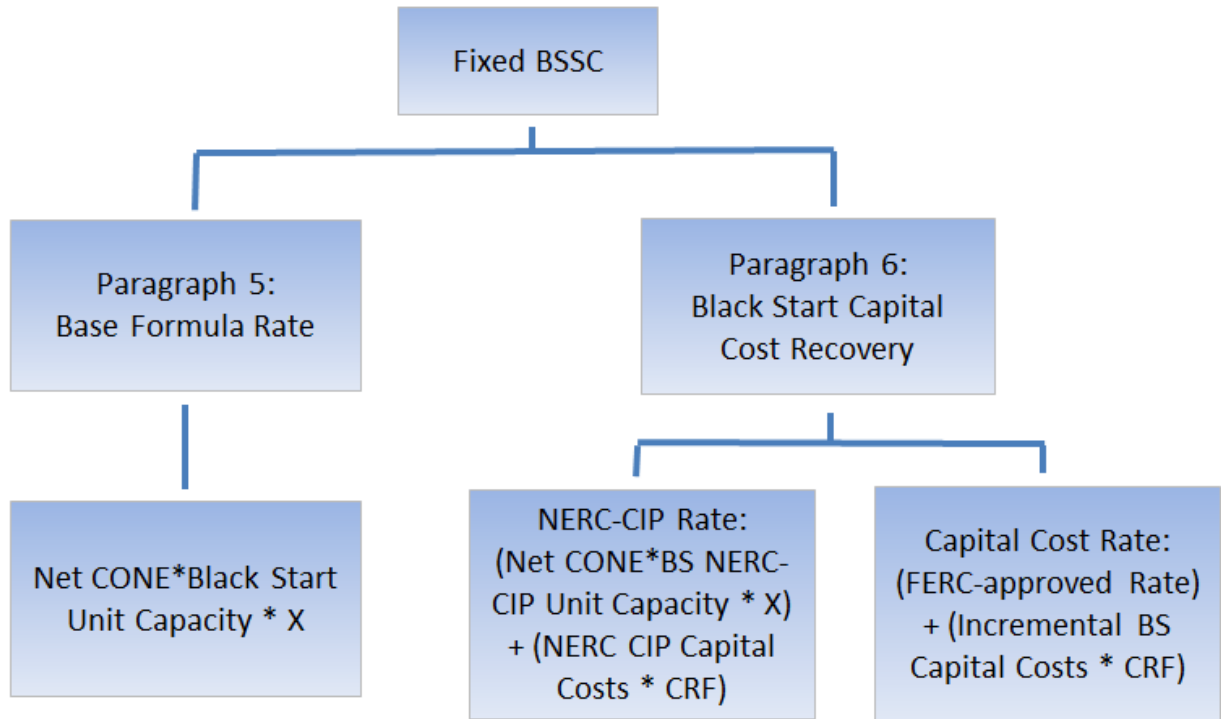 Fixed BSSC
Paragraph 5:
Base Formula Rate
Paragraph 6:
Black Start Capital
Cost Recovery
Net CONE*Black Start
Unit Capacity * X
NERC-CIP Rate:
(Net CONE*BS NERC-
CIP Unit Capacity * X)
+ (NERC CIP Capital
Costs * CRF)
Capital Cost Rate:
(FERC-approved Rate)
+ (Incremental BS
Capital Costs * CRF)